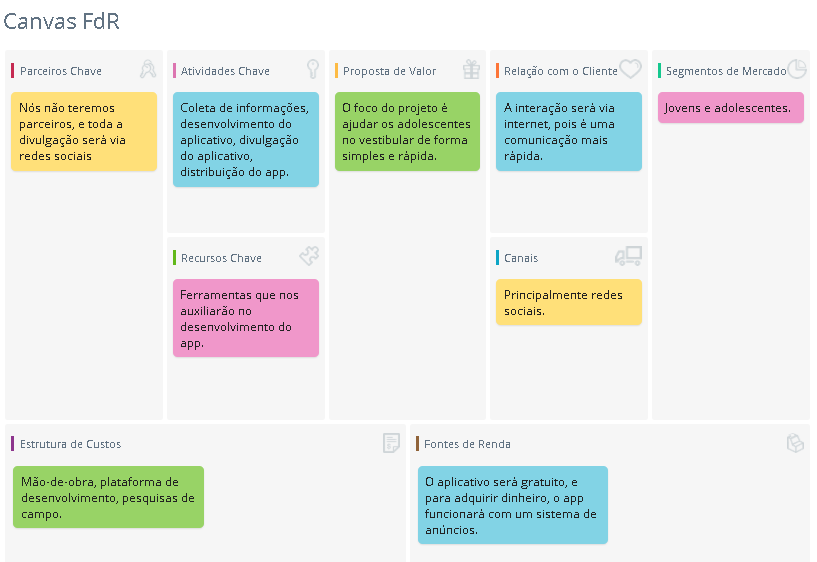 Canvas FdR
Parceiros Chave
Nós não teremos
parceiros, e toda a
divulgação será via
redes sociais
Atividades Chave
Coleta de informações,
desenvolvimento do
aplicativo, divulgação
do aplicativo,
distribuição do app.
Recursos Chave
Ferramentas que nos
auxiliarão no
desenvolvimento do
app.
Proposta de Valor
O foco do projeto é
ajudar os adolescentes
no vestibular de forma
simples e rápida.
Relação com o Cliente
A interação será via
internet, pois é uma
comunicação mais
rápida.
Canais
Principalmente redes
sociais.
Segmentos de Mercado
Jovens e adolescentes.
Estrutura de Custos
Mão-de-obra, plataforma de
desenvolvimento, pesquisas de
campo.
Fontes de Renda
O aplicativo será gratuito, e
para adquirir dinheiro, o app
funcionará com um sistema de
anúncios.